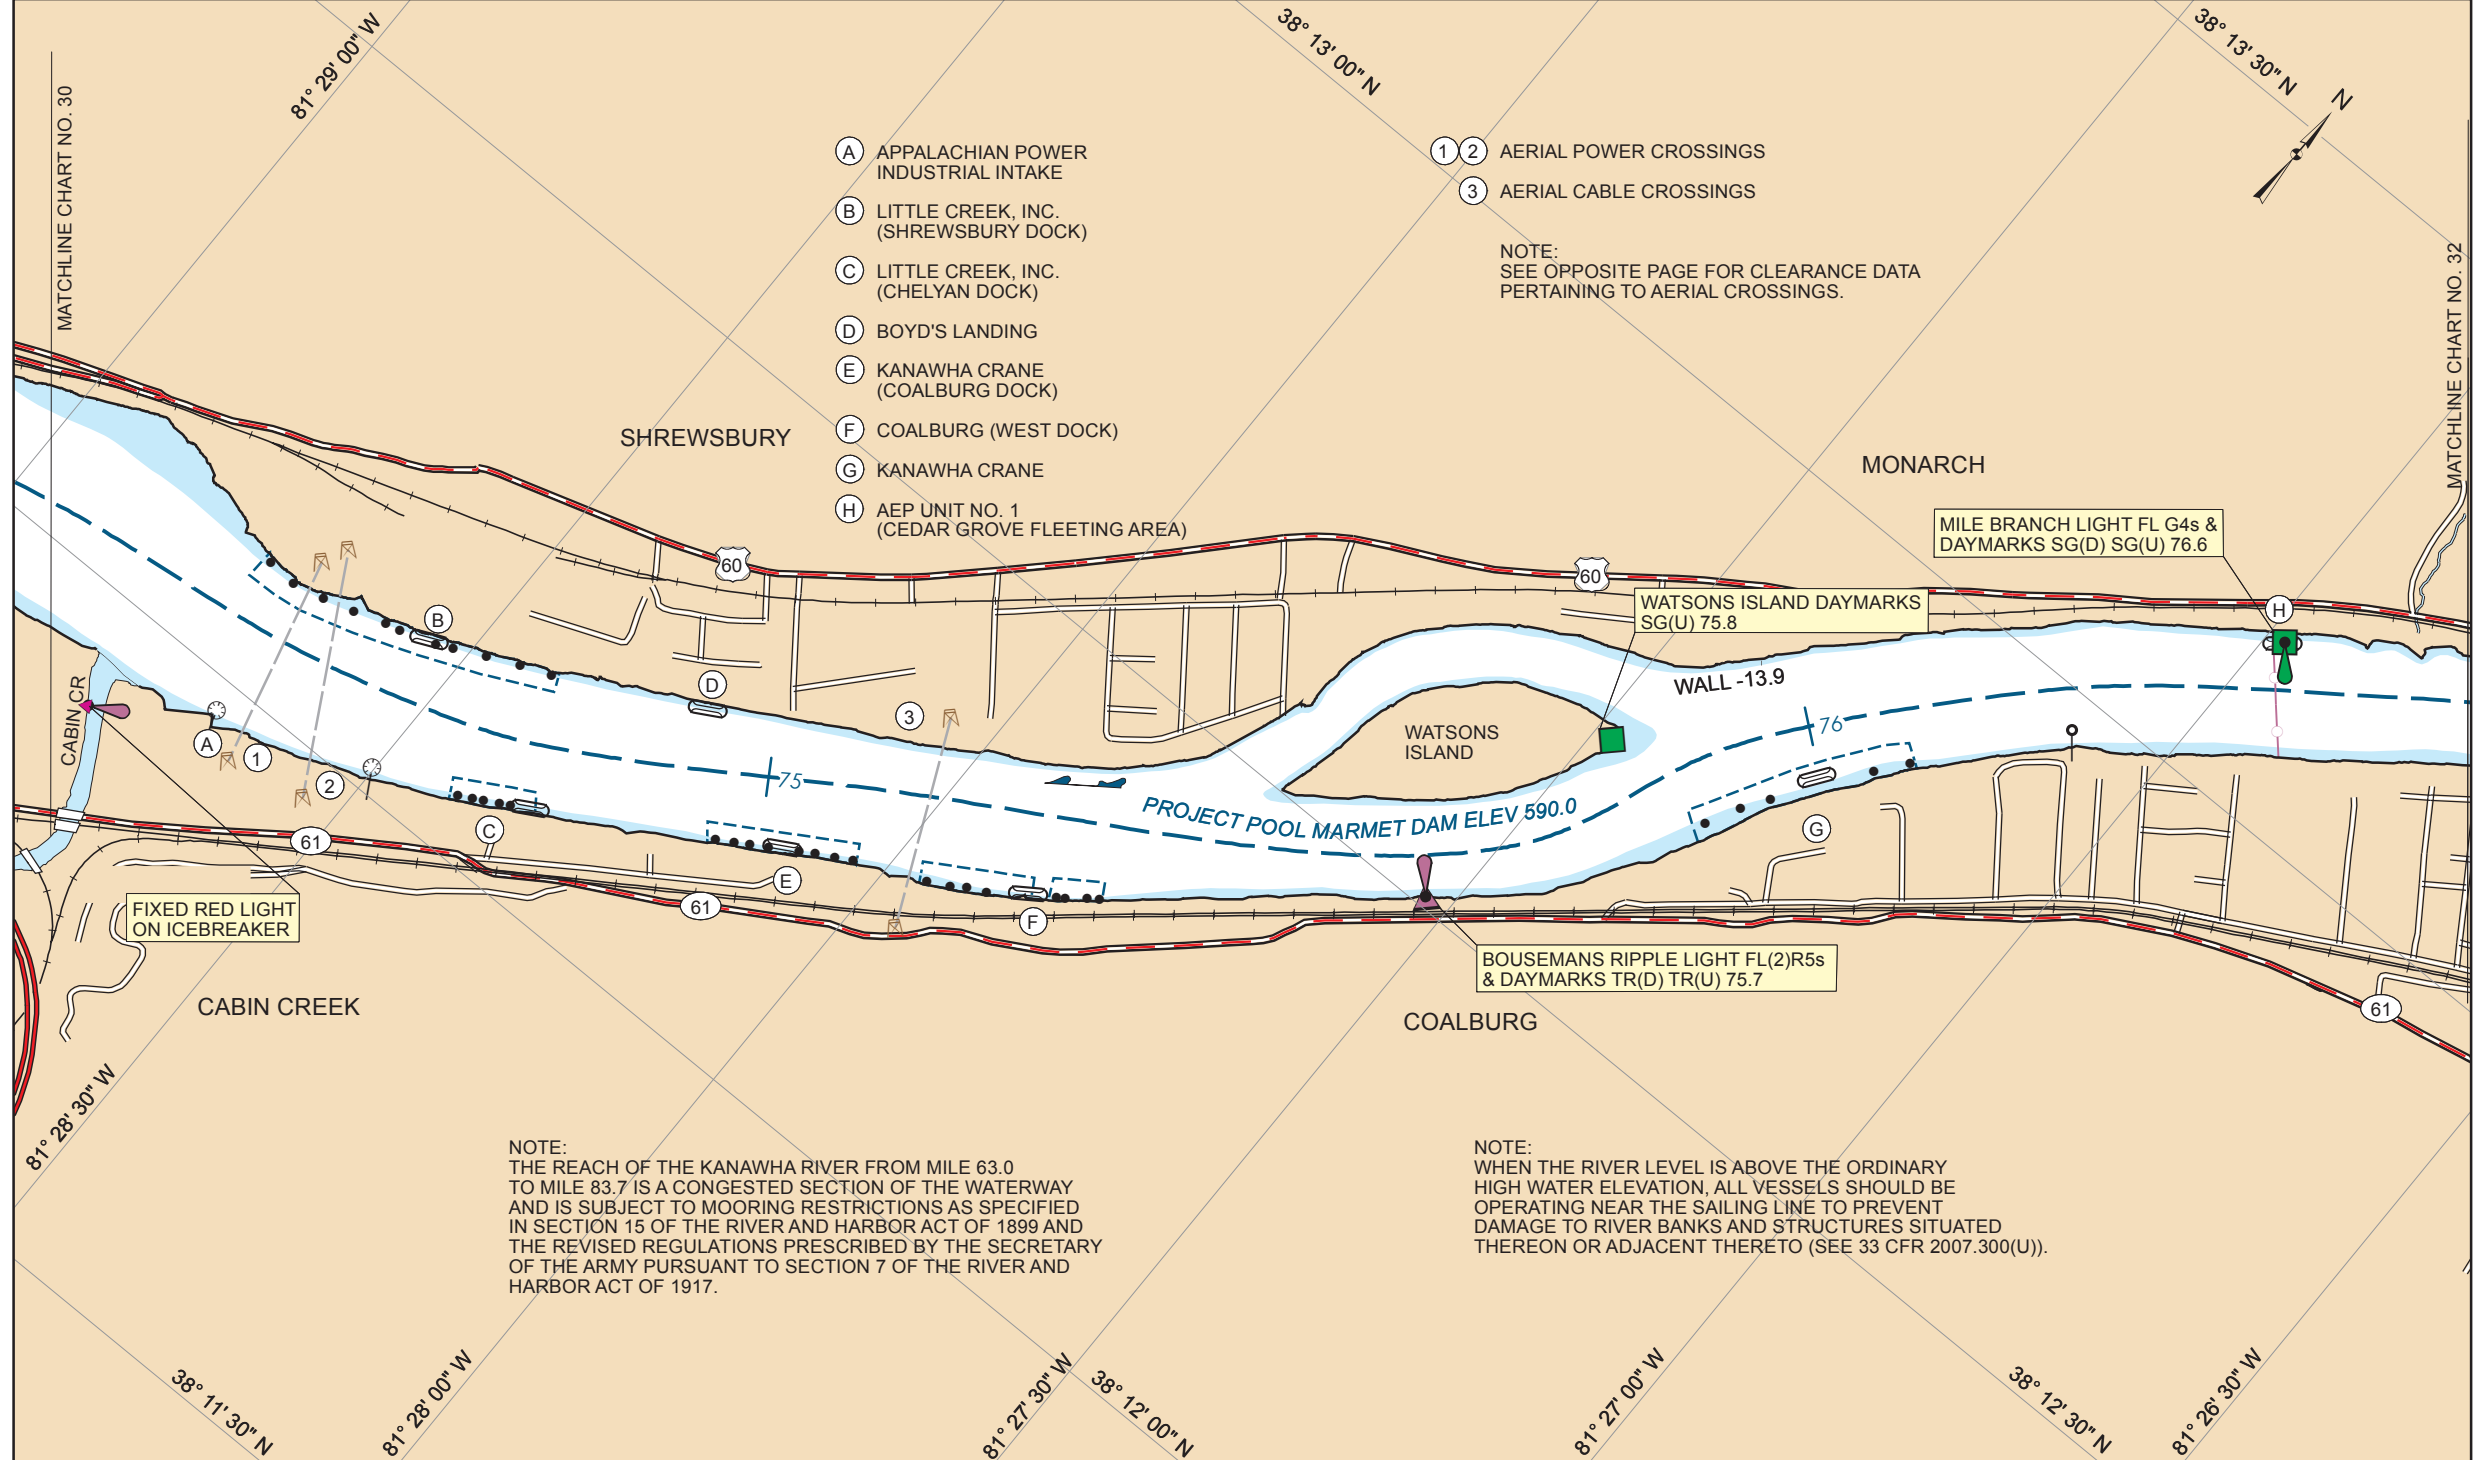 81° 29' 00" W
38° 13' 00" N
38° 13' 30" N
N
MATCHLINE CHART NO. 30
MATCHLINE CHART NO. 32
A APPALACHIAN POWER
INDUSTRIAL INTAKE
B LITTLE CREEK, INC.
(SHREWSBURY DOCK)
C LITTLE CREEK, INC.
(CHELYAN DOCK)
D BOYD'S LANDING
E KANAWHA CRANE
(COALBURG DOCK)
F COALBURG (WEST DOCK)
G KANAWHA CRANE
H AEP UNIT NO. 1
(CEDAR GROVE FLEETING AREA)
1 2 AERIAL POWER CROSSINGS
3 AERIAL CABLE CROSSINGS
NOTE:
SEE OPPOSITE PAGE FOR CLEARANCE DATA
PERTAINING TO AERIAL CROSSINGS.
SHREWSBURY
MONARCH
MILE BRANCH LIGHT FL G4s &
DAYMARKS SG(D) SG(U) 76.6
60
60
WATSONS ISLAND DAYMARKS
SG(U) 75.8
H
B
D
3
WALL -13.9
WATSONS
ISLAND
CABIN CR
A
1
2
75
76
PROJECT POOL MARMET DAM ELEV 590.0
C
G
61
E
61
F
FIXED RED LIGHT
ON ICEBREAKER
BOUSEMANS RIPPLE LIGHT FL(2)R5s
& DAYMARKS TR(D) TR(U) 75.7
CABIN CREEK
COALBURG
61
81° 28' 30" W
NOTE:
THE REACH OF THE KANAWHA RIVER FROM MILE 63.0
TO MILE 83.7 IS A CONGESTED SECTION OF THE WATERWAY
AND IS SUBJECT TO MOORING RESTRICTIONS AS SPECIFIED
IN SECTION 15 OF THE RIVER AND HARBOR ACT OF 1899 AND
THE REVISED REGULATIONS PRESCRIBED BY THE SECRETARY
OF THE ARMY PURSUANT TO SECTION 7 OF THE RIVER AND
HARBOR ACT OF 1917.
NOTE:
WHEN THE RIVER LEVEL IS ABOVE THE ORDINARY
HIGH WATER ELEVATION, ALL VESSELS SHOULD BE
OPERATING NEAR THE SAILING LINE TO PREVENT
DAMAGE TO RIVER BANKS AND STRUCTURES SITUATED
THEREON OR ADJACENT THERETO (SEE 33 CFR 2007.300(U)).
38° 11' 30" N
81° 28' 00" W
81° 27' 30" W
38° 12' 00" N
81° 27' 00" W
38° 12' 30" N
81° 26' 30" W